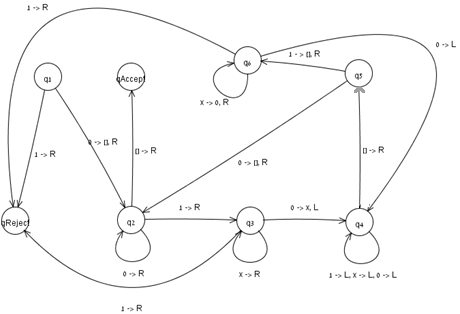 1 -> R
0 -> L
q6
1 -> [], R
q1
qAccept
q5
X -> 0, R
0 -> [], R
[] -> R
[] -> R
1 -> R
0 -> [], R
1 -> R
0 -> X, L
qReject
q2
q3
q4
0 -> R
X -> R
1 -> L, X -> L, 0 -> L
1 -> R